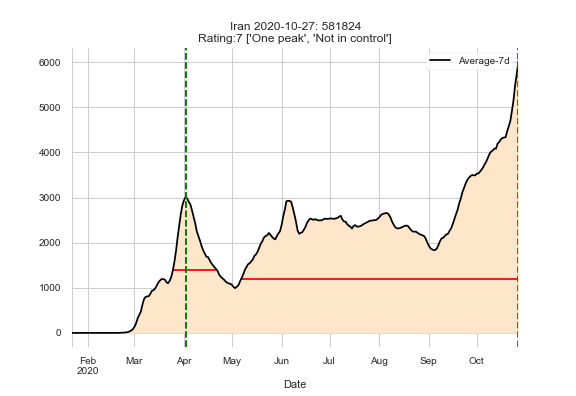 Iran 2020-10-27: 581824
Rating:7 ['One peak', 'Not in control']
Average-7d
6000
5000
4000
3000
2000
1000
0
Feb Mar Apr May Jun Jul Aug Sep Oct
2020
Date